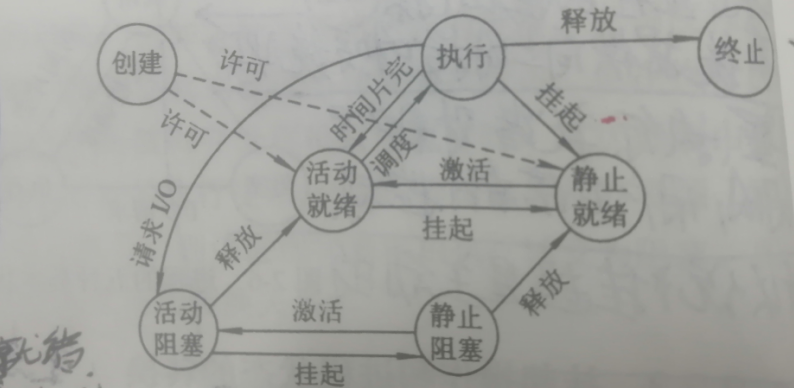 创建
许可
许可
执行
释放
终止
时间片完
调度
挂起
活动
就绪
激活
挂起
静止
就绪
请求 I/O
释放
释放
活动
阻塞
激活
挂起
静止
阻塞